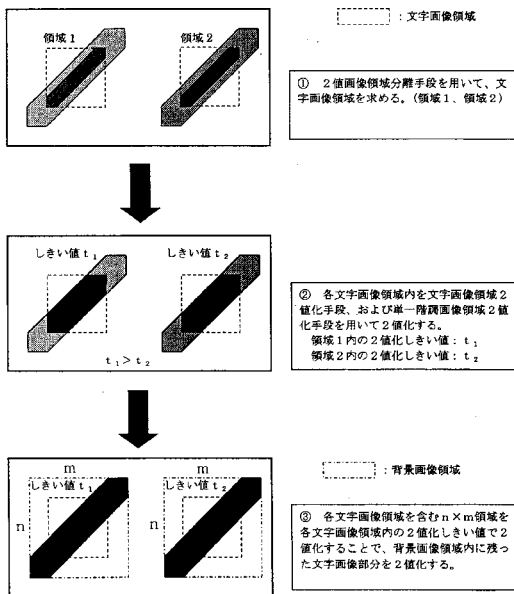 ：文字画像領域
領域1
領域2
① 2値画像領域分離手段を用いて、文
字画像領域を求める。(領域1、領域2)
しきい値t₁
しきい値t₂
t₁>t₂
② 各文字画像領域内を文字画像領域2
値化手段、および単一階調画像領域2値
化手段を用いて2値化する。
領域1内の2値化しきい値：t₁
領域2内の2値化しきい値：t₂
：背景画像領域
m
m
しきい値t₁
しきい値t₂
n
n
③ 各文字画像領域を含むn×m領域を
各文字画像領域内の2値化しきい値で2
値化することで、背景画像領域内に残っ
た文字画像部分を2値化する。